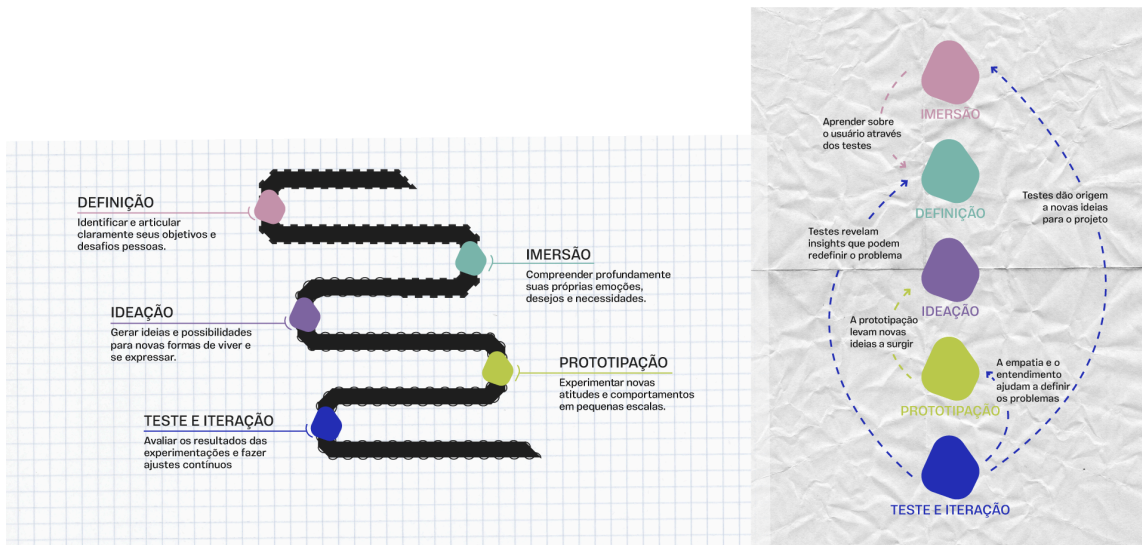 DEFINIÇÃO
Identificar e articular
claramente seus objetivos e
desafios pessoas.
IMERSÃO
Compreender profundamente
suas próprias emoções,
desejos e necessidades.
IDEAÇÃO
Gerar ideias e possibilidades
para novas formas de viver e
se expressar.
PROTOTIPAÇÃO
Experimentar novas
atitudes e comportamentos
em pequenas escalas.
TESTE E ITERAÇÃO
Avaliar os resultados das
experimentações e fazer
ajustes contínuos
IMERSÃO
Aprender sobre
o usuário através
dos testes
DEFINIÇÃO
Testes dão origem
a novas ideias
para o projeto
Testes revelam
insights que podem
redefinir o problema
IDEAÇÃO
A prototipação
levam novas
ideias a surgir
A empatia e o
entendimento
ajudam a definir
os problemas
PROTOTIPAÇÃO
TESTE E ITERAÇÃO